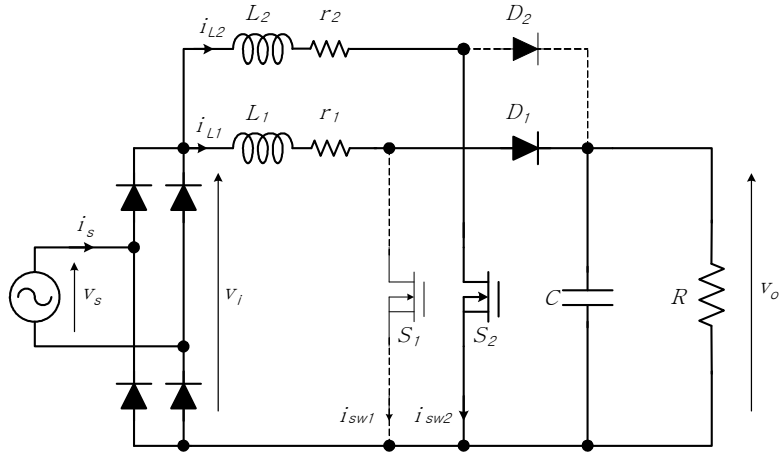 i_L2 L_2 r_2 D_2
i_L1 L_1 r_1 D_1
i_s
v_s v_i C R v_o
S_1 S_2
i_sw1 i_sw2